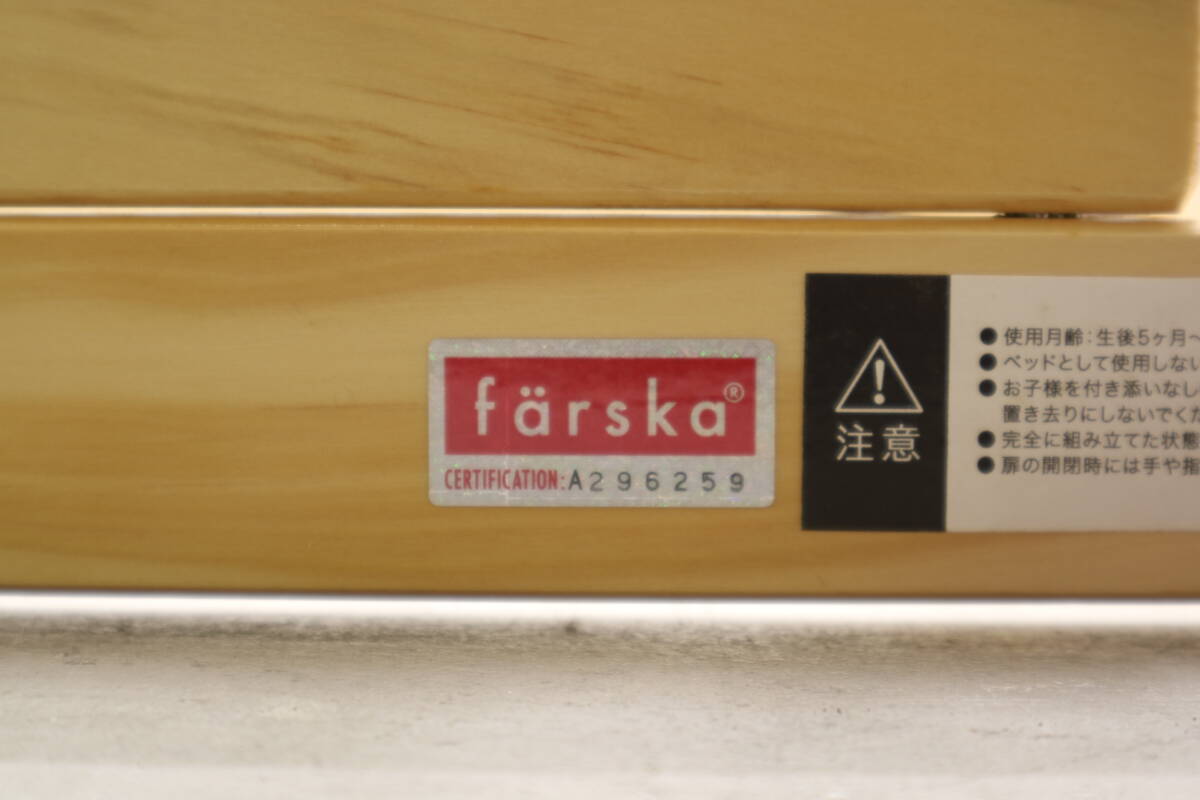 färska®
CERTIFICATION: A296259
注意
●使用月齢：生後5ヶ月～
●ベッドとして使用しない
●お子様を付き添いなし
置き去りにしないでくだ
●完全に組み立てた状態
●扉の開閉時には手や指